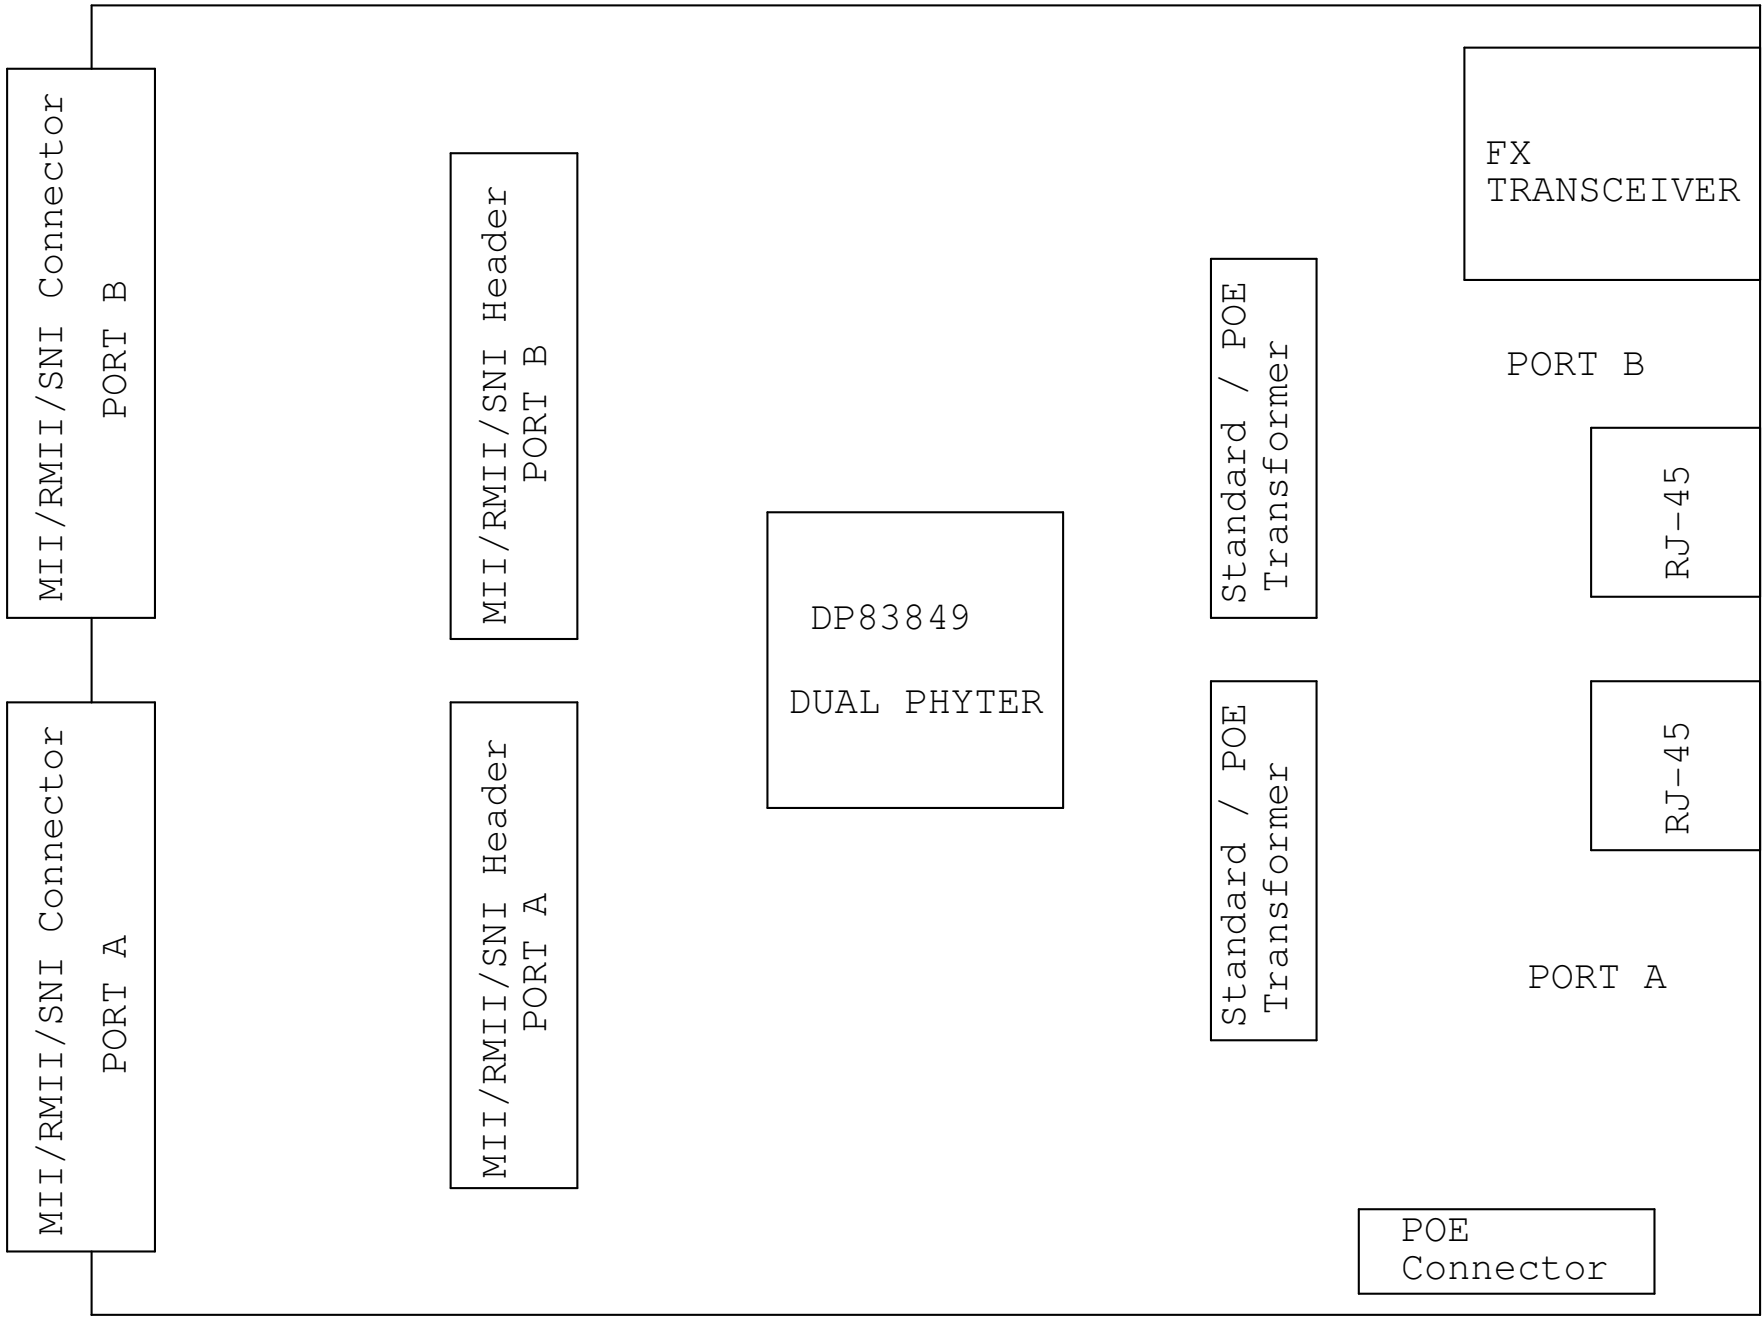 MII/RMII/SNI Connector
PORT B
MII/RMII/SNI Header
PORT B
Standard / POE
Transformer
FX
TRANSCEIVER
PORT B
RJ-45
DP83849
DUAL PHYTER
MII/RMII/SNI Connector
PORT A
MII/RMII/SNI Header
PORT A
Standard / POE
Transformer
RJ-45
PORT A
POE
Connector